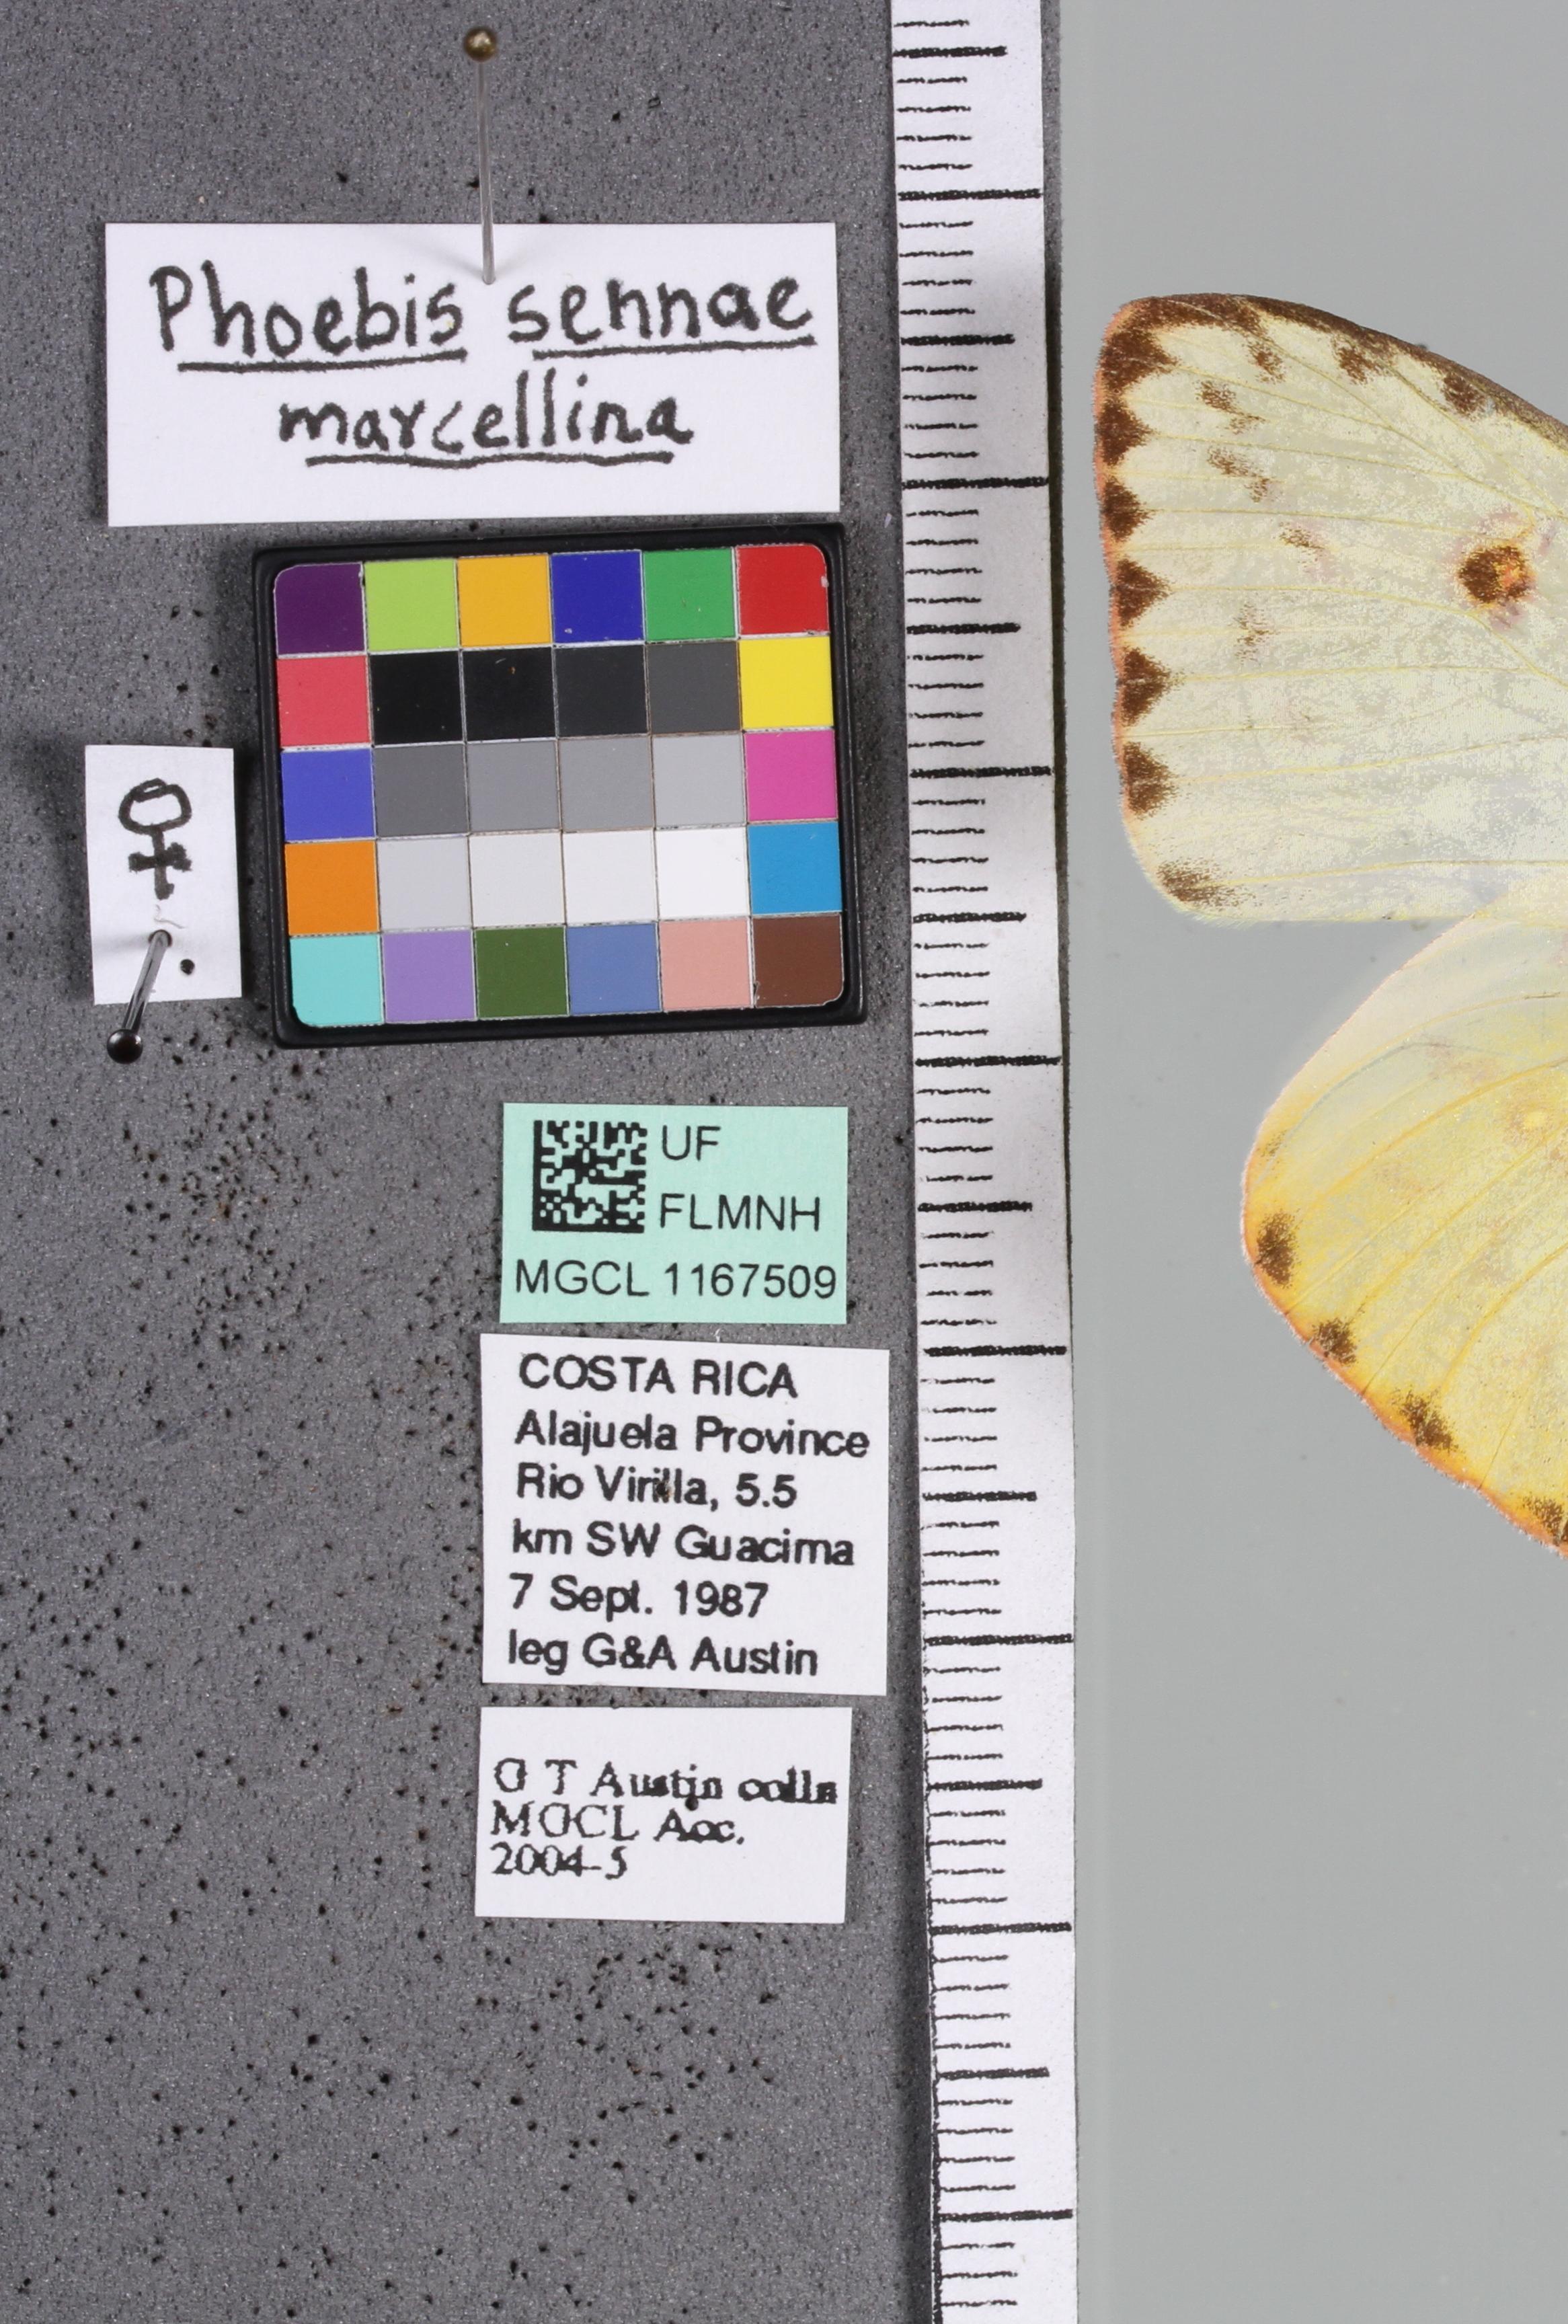 Phoebis sennae
marcellina
♀
UF
FLMNH
MGCL 1167509
COSTA RICA
Alajuela Province
Rio Virilla, 5.5
km SW Guacima
7 Sept. 1987
leg G&A Austin
G T Austin colln
MGCL Acc.
2004-5